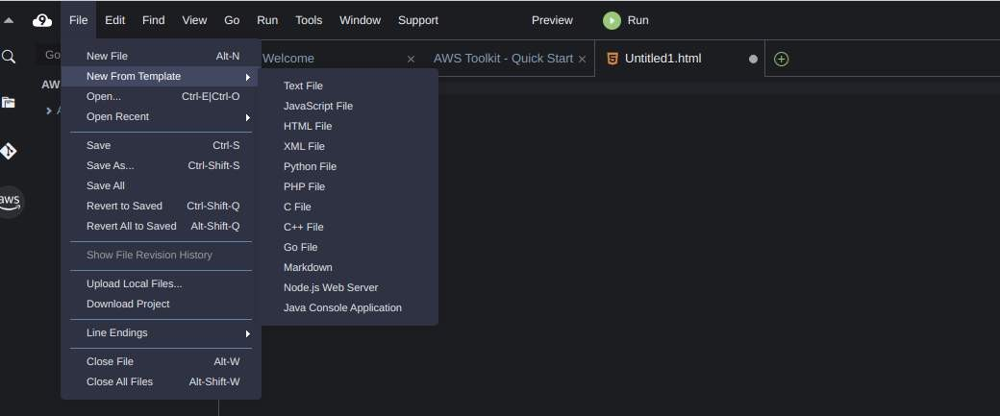 9 File Edit Find View Go Run Tools Window Support Preview Run
Go
Welcome AWS Toolkit - Quick Start Untitled1.html
AW
A
aws
New File Alt-N
New From Template
Open... Ctrl-E|Ctrl-O
Open Recent
Save Ctrl-S
Save As... Ctrl-Shift-S
Save All
Revert to Saved Ctrl-Shift-Q
Revert All to Saved Alt-Shift-Q
Show File Revision History
Upload Local Files...
Download Project
Line Endings
Close File Alt-W
Close All Files Alt-Shift-W
Text File
JavaScript File
HTML File
XML File
Python File
PHP File
C File
C++ File
Go File
Markdown
Node.js Web Server
Java Console Application